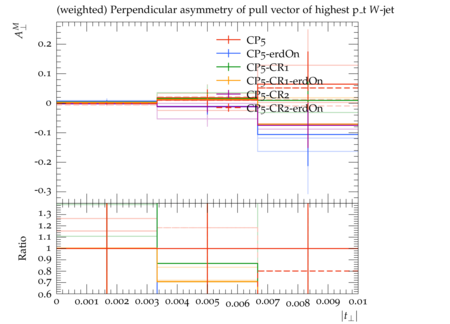 (weighted) Perpendicular asymmetry of pull vector of highest p_t W-jet
A⊥^M
0.2
0.1
0
-0.1
-0.2
-0.3
CP5
CP5-erdOn
CP5-CR1
CP5-CR1-erdOn
CP5-CR2
CP5-CR2-erdOn
Ratio
1.3
1.2
1.1
1
0.9
0.8
0.7
0.6
0 0.001 0.002 0.003 0.004 0.005 0.006 0.007 0.008 0.009 0.01
|t⊥|